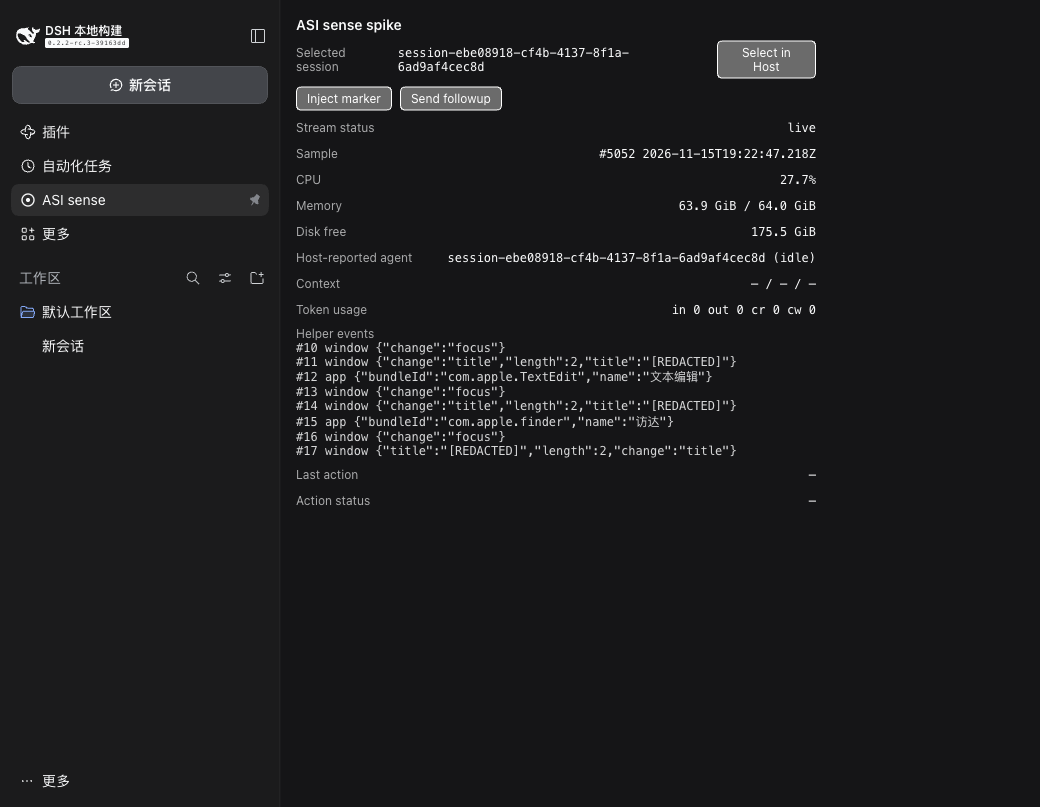 DSH 本地构建
0.2.2-rc.3-39163dd
新会话
插件
自动化任务
ASI sense
更多
工作区
默认工作区
新会话
更多
ASI sense spike
Selected session
session-ebe08918-cf4b-4137-8f1a-6ad9af4cec8d
Select in Host
Inject marker
Send followup
Stream status live
Sample #5052 2026-11-15T19:22:47.218Z
CPU 27.7%
Memory 63.9 GiB / 64.0 GiB
Disk free 175.5 GiB
Host-reported agent session-ebe08918-cf4b-4137-8f1a-6ad9af4cec8d (idle)
Context — / — / —
Token usage in 0 out 0 cr 0 cw 0
Helper events
#10 window {"change":"focus"}
#11 window {"change":"title","length":2,"title":"[REDACTED]"}
#12 app {"bundleId":"com.apple.TextEdit","name":"文本编辑"}
#13 window {"change":"focus"}
#14 window {"change":"title","length":2,"title":"[REDACTED]"}
#15 app {"bundleId":"com.apple.finder","name":"访达"}
#16 window {"change":"focus"}
#17 window {"title":"[REDACTED]","length":2,"change":"title"}
Last action —
Action status —